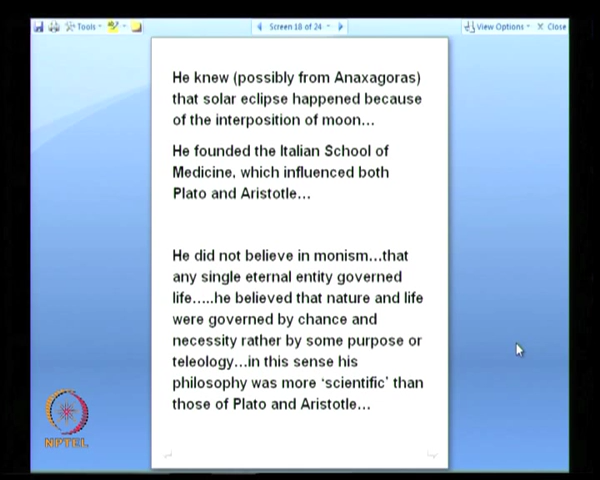 Tools
Screen 18 of 24
View Options
Close
He knew (possibly from Anaxagoras)
that solar eclipse happened because
of the interposition of moon…
He founded the Italian School of
Medicine, which influenced both
Plato and Aristotle…
He did not believe in monism…that
any single eternal entity governed
life…..he believed that nature and life
were governed by chance and
necessity rather by some purpose or
teleology…in this sense his
philosophy was more ‘scientific’ than
those of Plato and Aristotle…
NPTEL